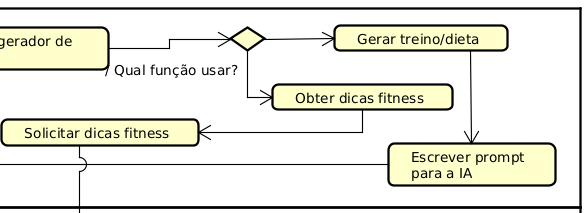 gerador de
Gerar treino/dieta
Qual função usar?
Obter dicas fitness
Solicitar dicas fitness
Escrever prompt
para a IA